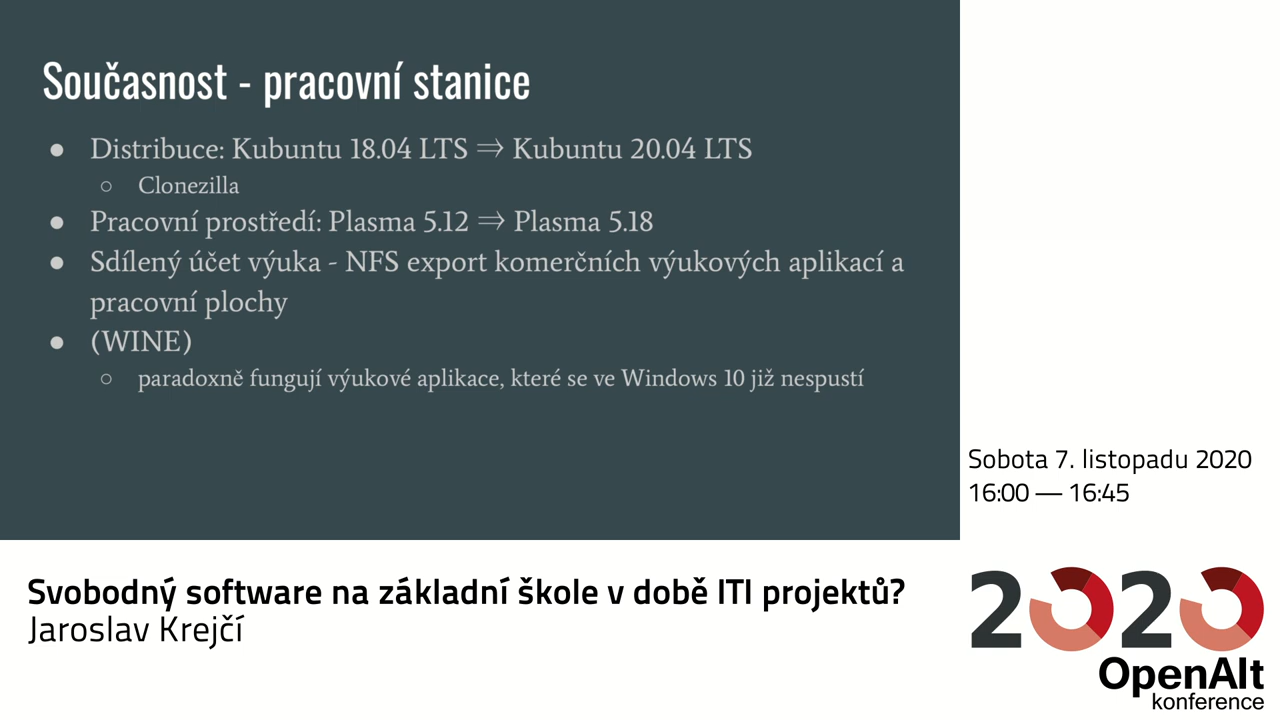 Současnost - pracovní stanice
● Distribuce: Kubuntu 18.04 LTS ⇒ Kubuntu 20.04 LTS
○ Clonezilla
● Pracovní prostředí: Plasma 5.12 ⇒ Plasma 5.18
● Sdílený účet výuka - NFS export komerčních výukových aplikací a
pracovní plochy
● (WINE)
○ paradoxně fungují výukové aplikace, které se ve Windows 10 již nespustí
Sobota 7. listopadu 2020
16:00 — 16:45
Svobodný software na základní škole v době ITI projektů?
Jaroslav Krejčí
2020
OpenAlt
konference